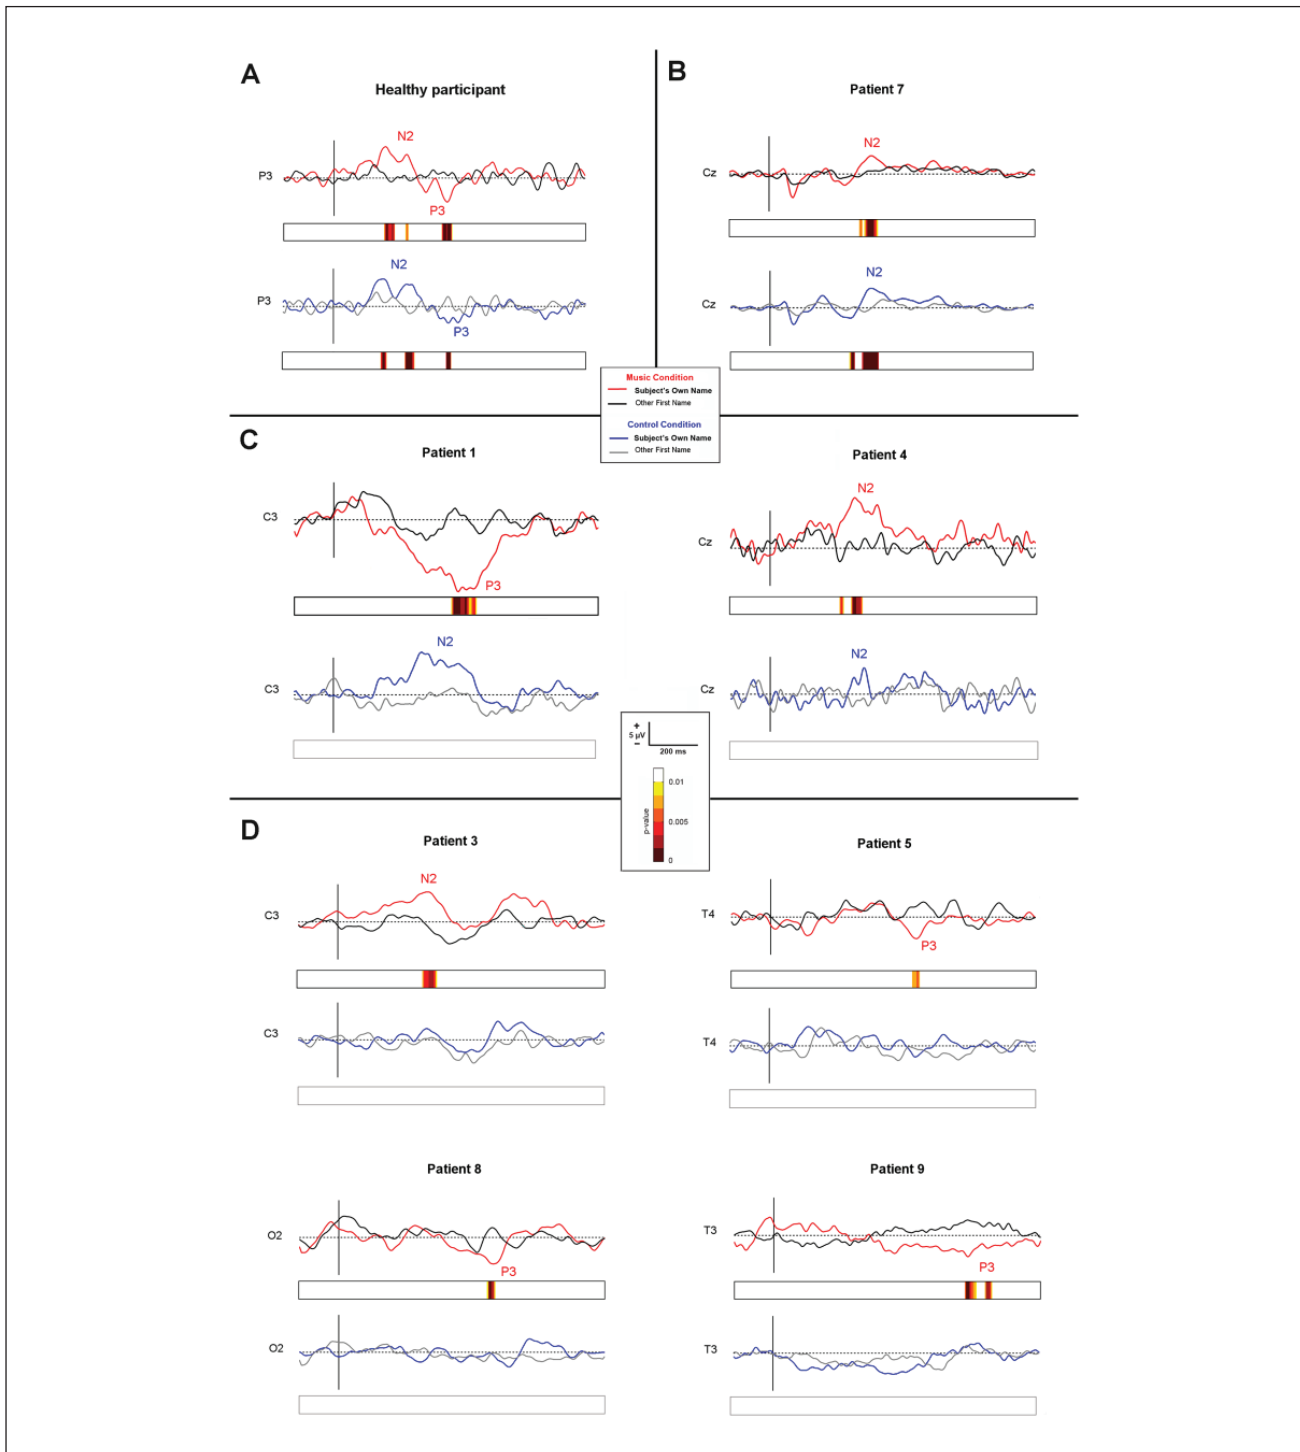 A
Healthy participant
N2
P3
P3
N2
P3
P3
B
Patient 7
N2
Cz
N2
Cz
Music Condition
Subject's Own Name
Other First Name
Control Condition
Subject's Own Name
Other First Name
C
Patient 1
C3
P3
N2
C3
Patient 4
N2
Cz
N2
Cz
+
5 µV
−
200 ms
0.01
0.005
0
p-value
D
Patient 3
N2
C3
C3
Patient 5
T4
P3
T4
Patient 8
O2
P3
O2
Patient 9
T3
P3
T3